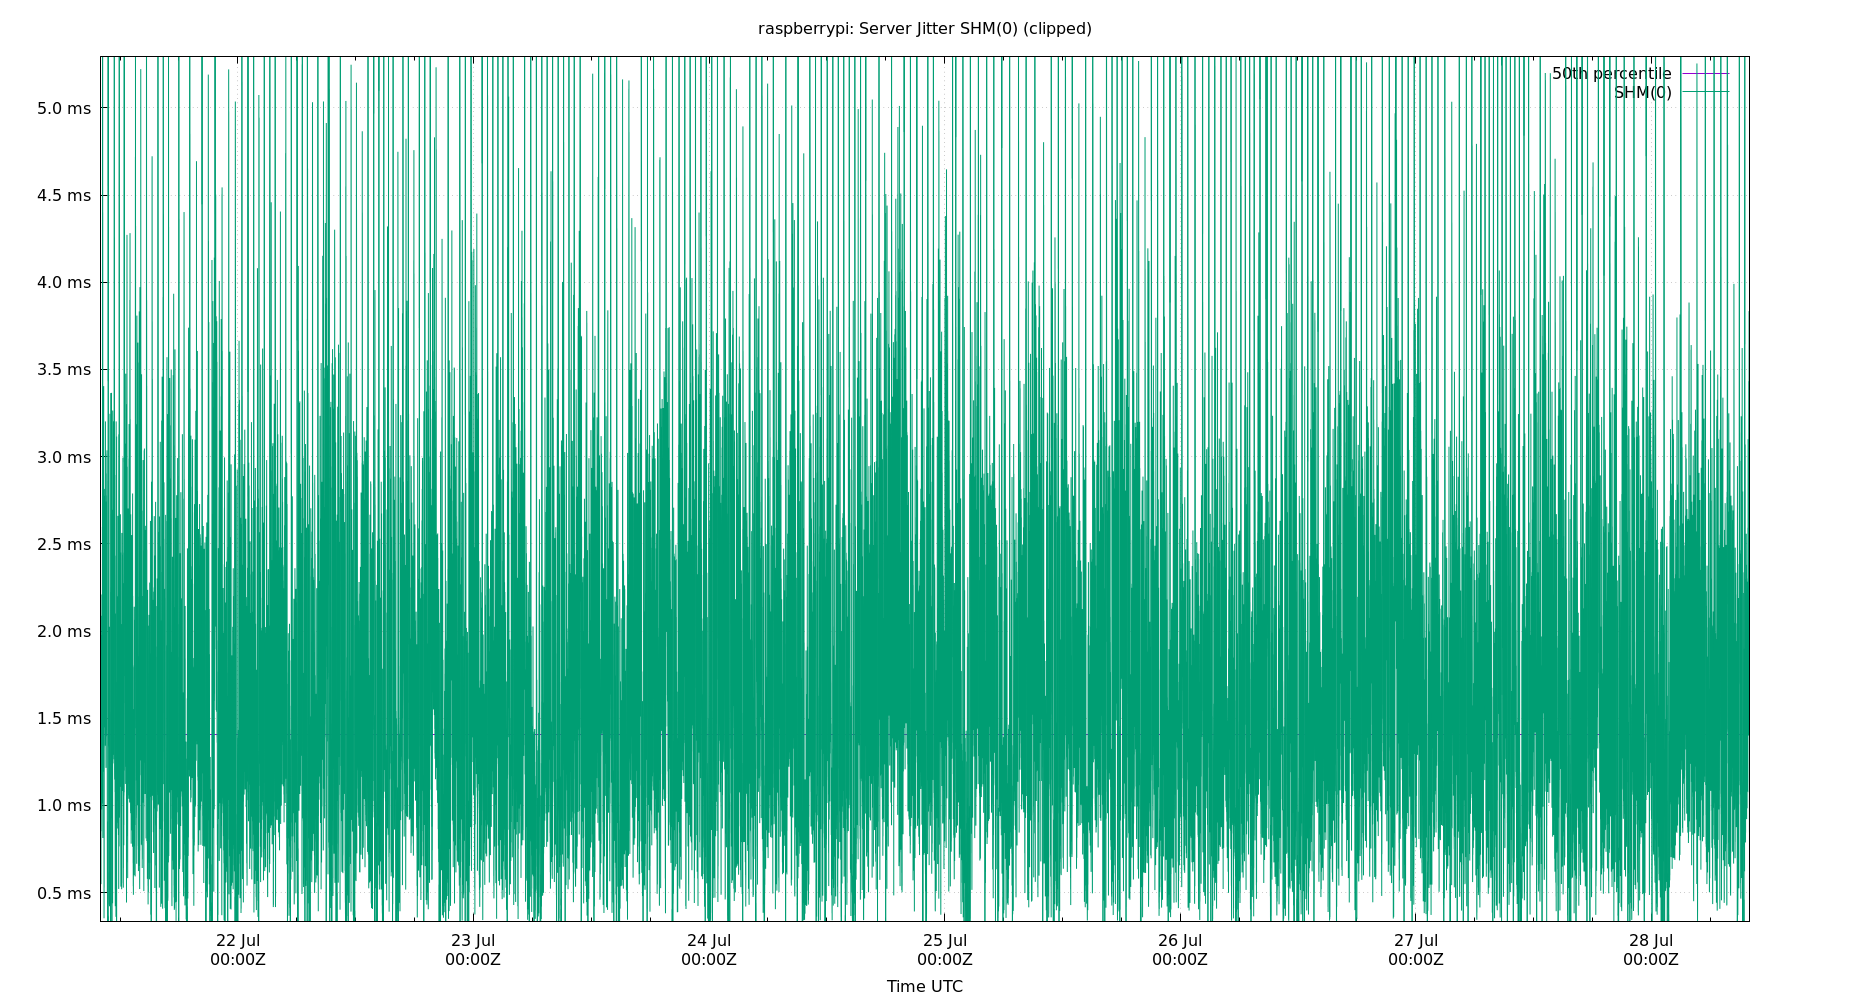 raspberrypi: Server Jitter SHM(0) (clipped)
50th percentile
SHM(0)
5.0 ms
4.5 ms
4.0 ms
3.5 ms
3.0 ms
2.5 ms
2.0 ms
1.5 ms
1.0 ms
0.5 ms
22 Jul 23 Jul 24 Jul 25 Jul 26 Jul 27 Jul 28 Jul
00:00Z 00:00Z 00:00Z 00:00Z 00:00Z 00:00Z 00:00Z
Time UTC